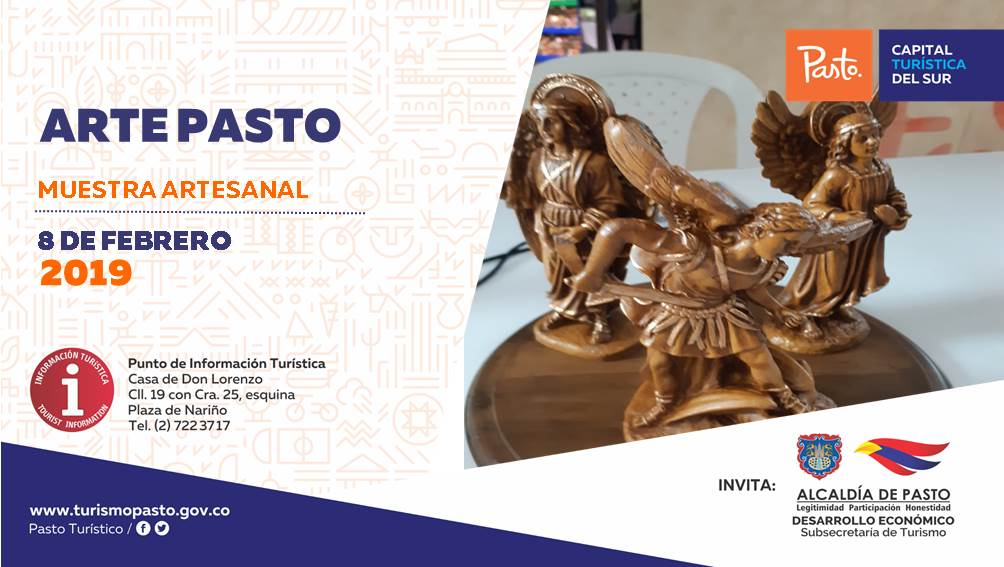 Pasto.
CAPITAL
TURÍSTICA
DEL SUR
ARTE PASTO
MUESTRA ARTESANAL
8 DE FEBRERO
2019
INFORMACIÓN TURÍSTICA
i
TOURIST INFORMATION
Punto de Información Turística
Casa de Don Lorenzo
Cll. 19 con Cra. 25, esquina
Plaza de Nariño
Tel. (2) 7223717
www.turismopasto.gov.co
Pasto Turístico /
INVITA:
ALCALDÍA DE PASTO
Legitimidad Participación Honestidad
DESARROLLO ECONÓMICO
Subsecretaría de Turismo